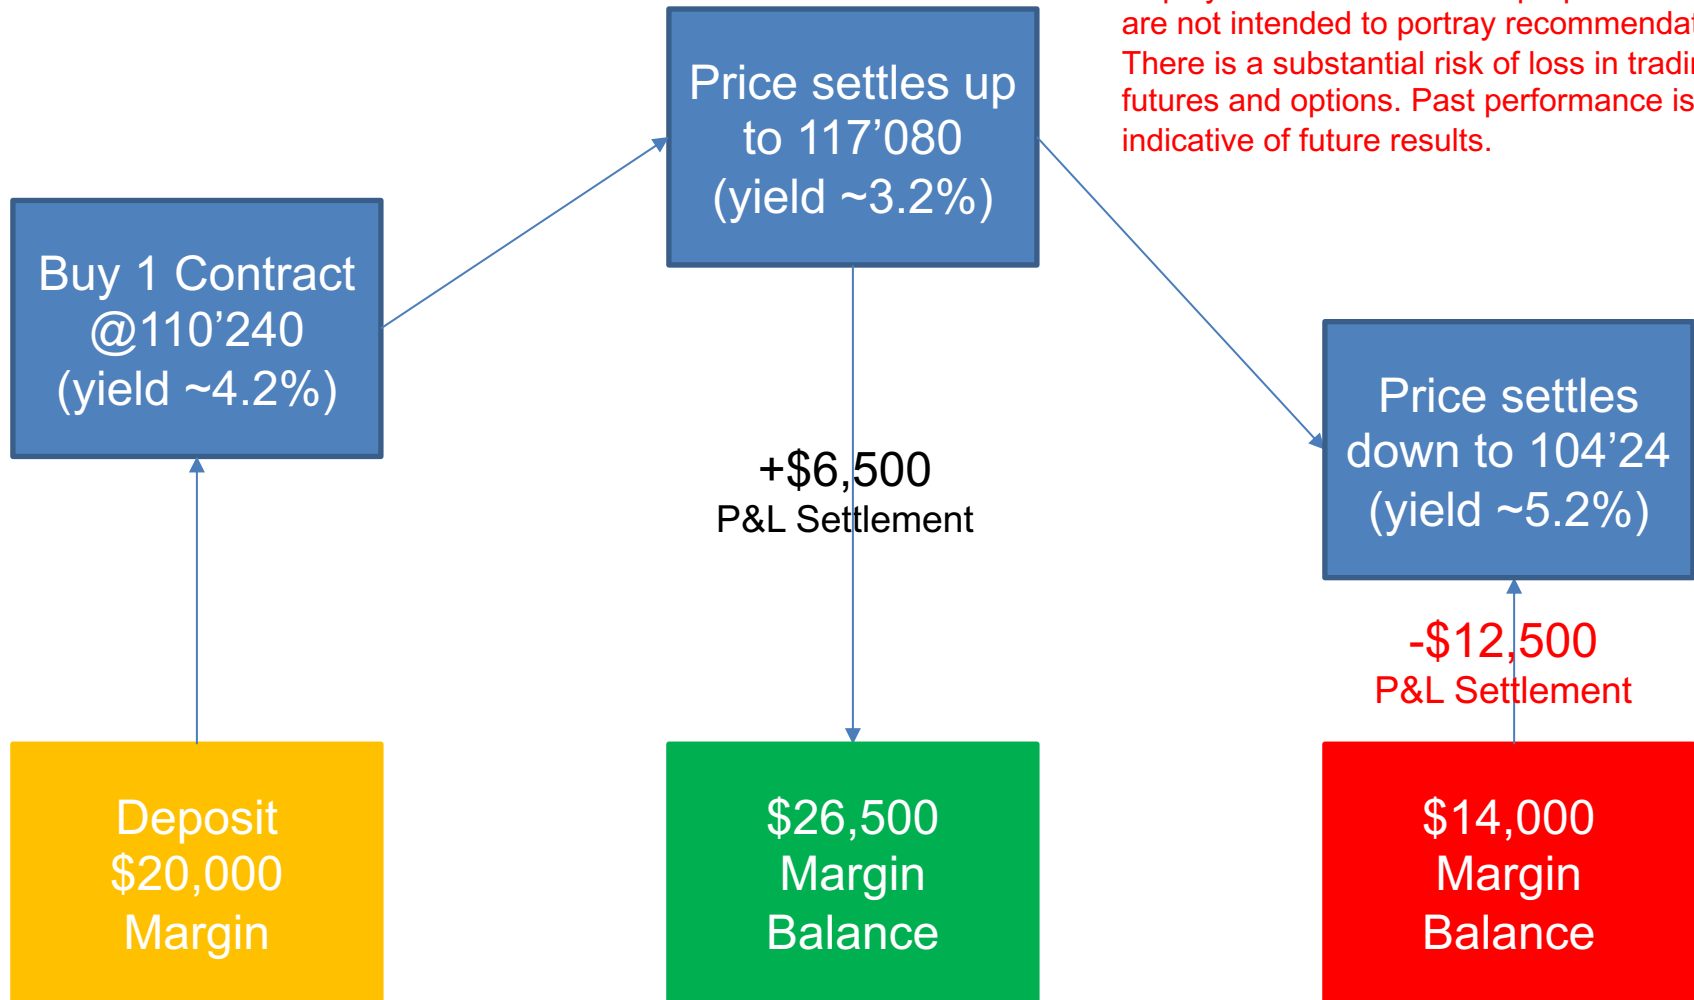 are not intended to portray recommendat
There is a substantial risk of loss in tradi
futures and options. Past performance is
indicative of future results.
Price settles up
to 117’080
(yield ~3.2%)
Buy 1 Contract
@110’240
(yield ~4.2%)
Price settles
down to 104’24
(yield ~5.2%)
+$6,500
P&L Settlement
-$12,500
P&L Settlement
Deposit
$20,000
Margin
$26,500
Margin
Balance
$14,000
Margin
Balance